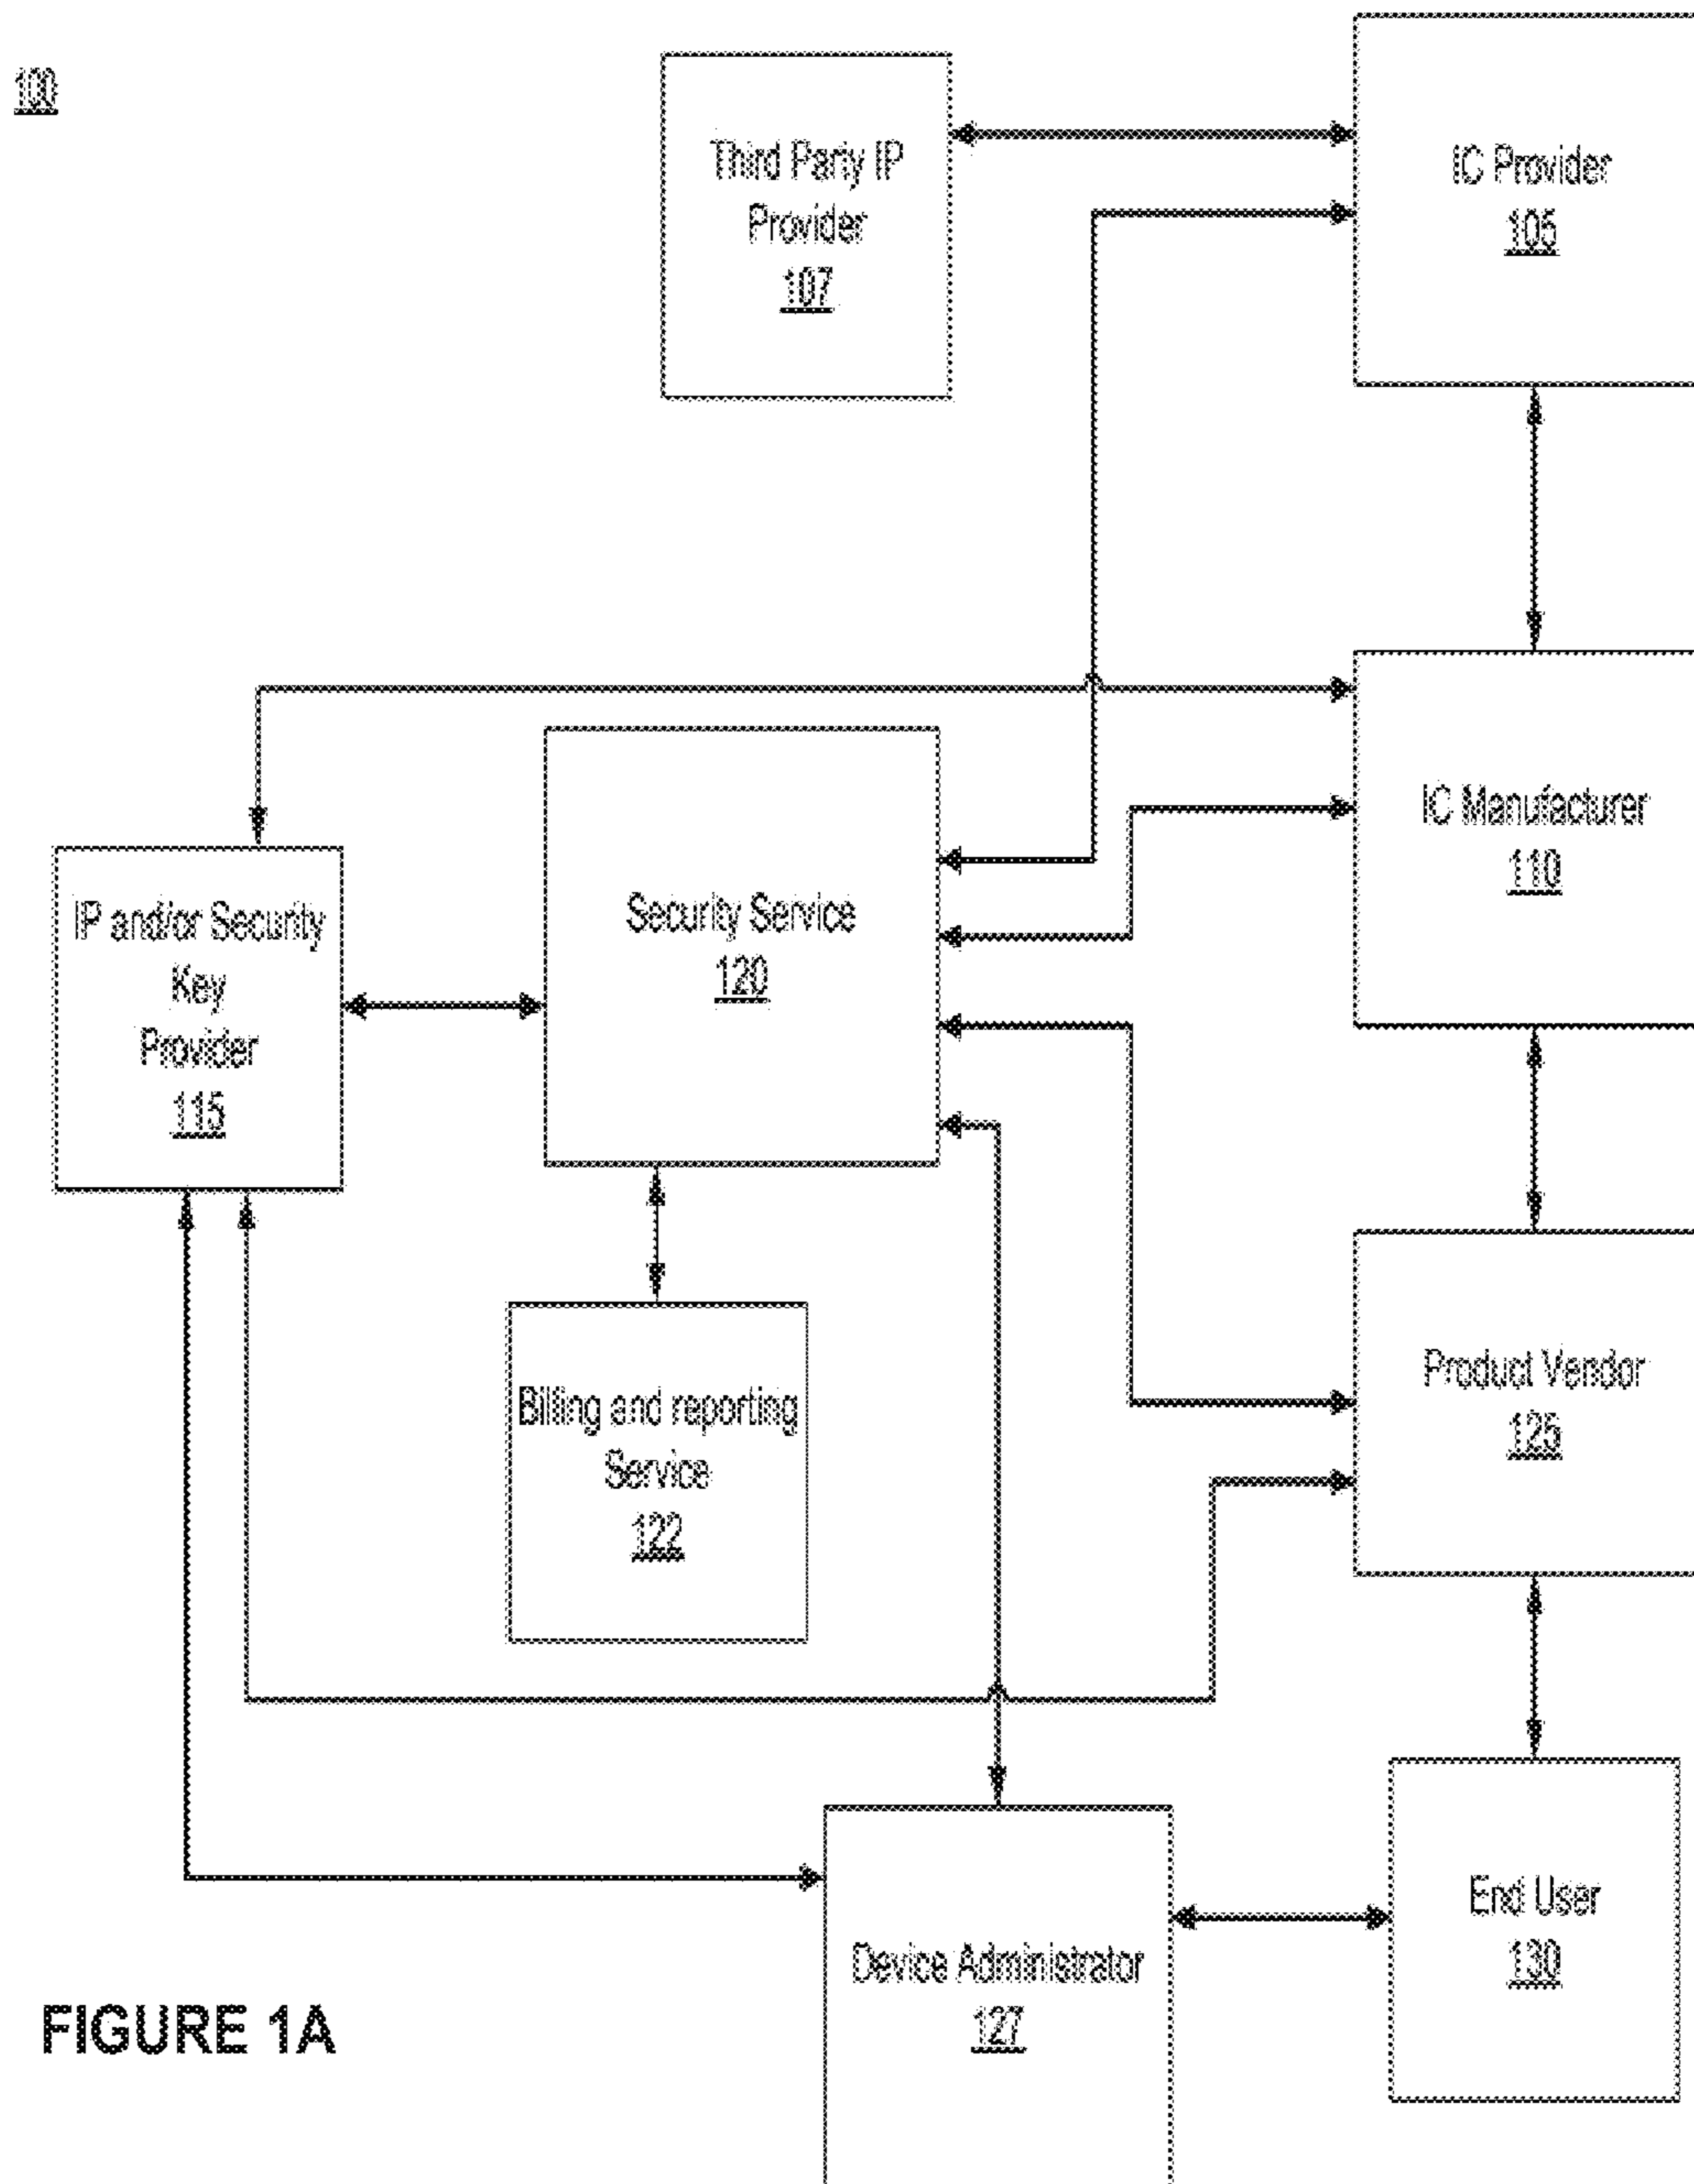 100
Third Party IP
Provider
107
IC Provider
105
IC Manufacturer
110
IP and/or Security
Key
Provider
115
Security Service
120
Billing and reporting
Service
122
Product Vendor
125
Device Administrator
127
End User
130
FIGURE 1A